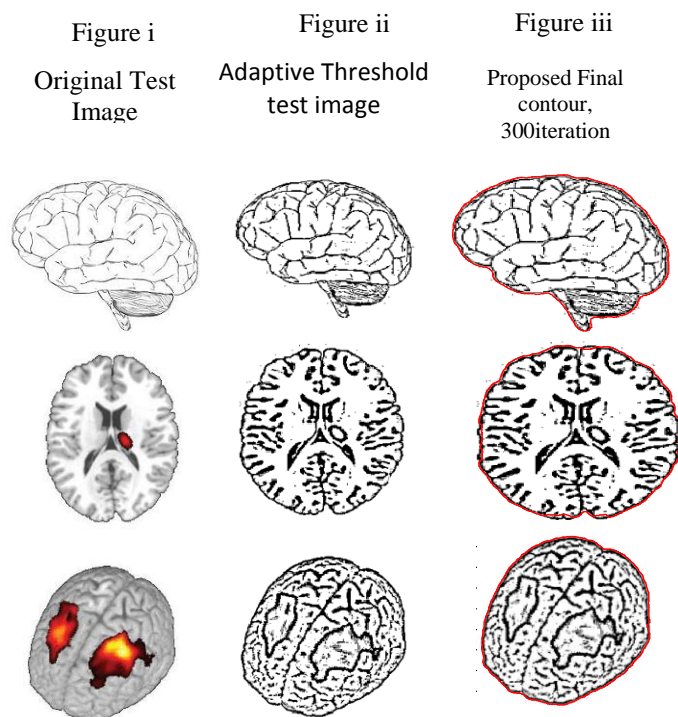 Figure i
Original Test
Image
Figure ii
Adaptive Threshold
test image
Figure iii
Proposed Final
contour,
300iteration